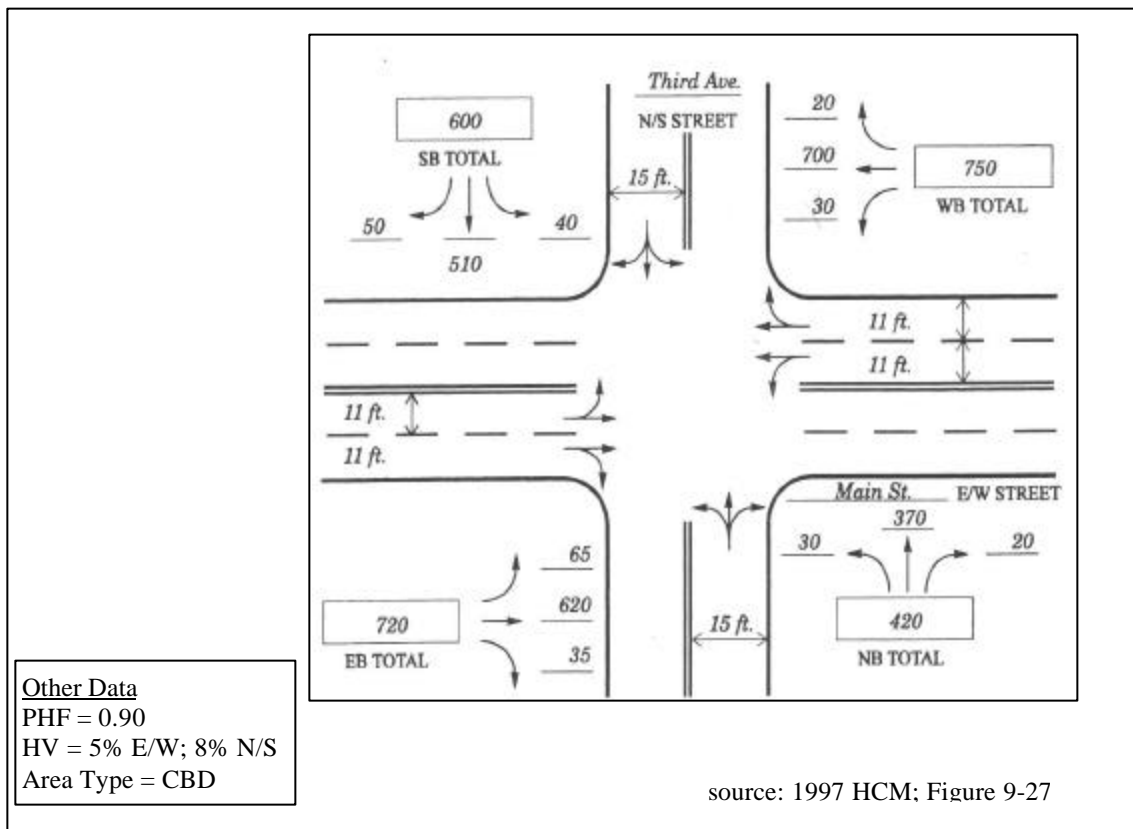 Third Ave.
N/S STREET
600
SB TOTAL
50
510
40
15 ft.
20
700
30
750
WB TOTAL
11 ft.
11 ft.
11 ft.
11 ft.
Main St. E/W STREET
65
620
35
720
EB TOTAL
15 ft.
30
370
20
420
NB TOTAL
Other Data
PHF = 0.90
HV = 5% E/W; 8% N/S
Area Type = CBD
source: 1997 HCM; Figure 9-27